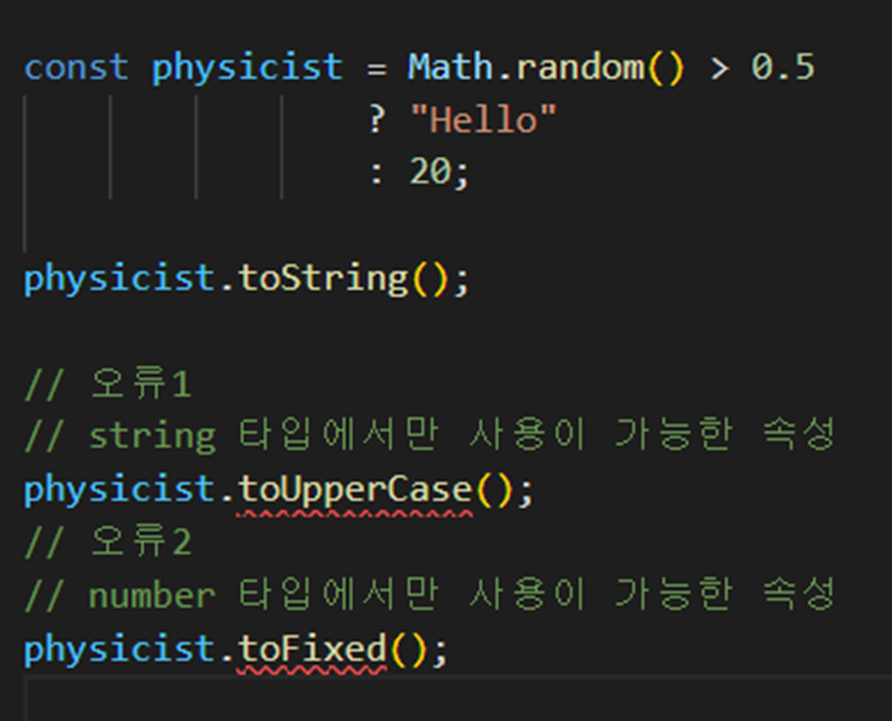 const physicist = Math.random() > 0.5
? "Hello"
: 20;
physicist.toString();
// 오류1
// string 타입에서만 사용이 가능한 속성
physicist.toUpperCase();
// 오류2
// number 타입에서만 사용이 가능한 속성
physicist.toFixed();